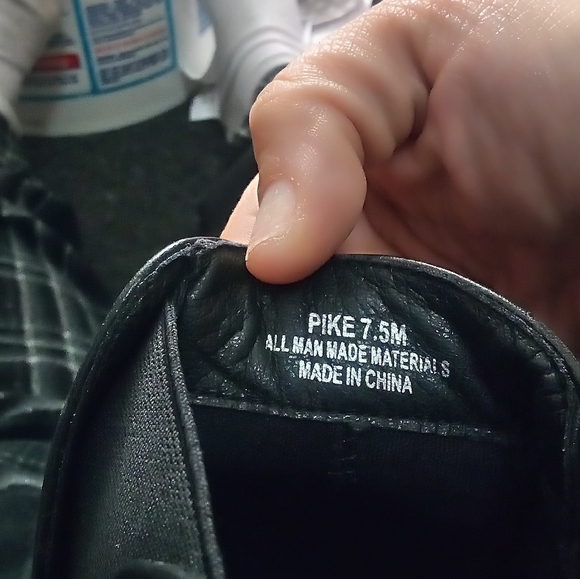 PIKE 7.5M
ALL MAN MADE MATERIALS
MADE IN CHINA